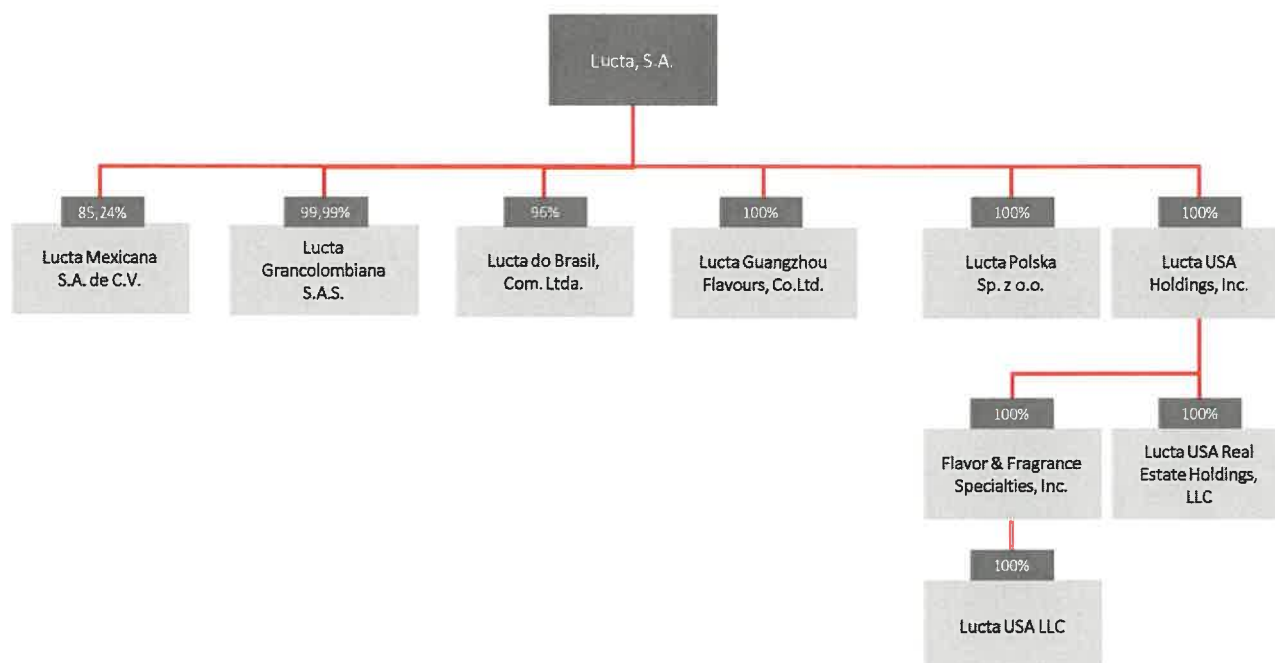 Lucta, S.A.
85,24%
99,99%
96%
100%
100%
100%
Lucta Mexicana
S.A. de C.V.
Lucta
Grancolombiana
S.A.S.
Lucta do Brasil,
Com. Ltda.
Lucta Guangzhou
Flavours, Co.Ltd.
Lucta Polska
Sp. z o.o.
Lucta USA
Holdings, Inc.
100%
100%
Flavor & Fragrance
Specialties, Inc.
Lucta USA Real
Estate Holdings,
LLC
100%
Lucta USA LLC